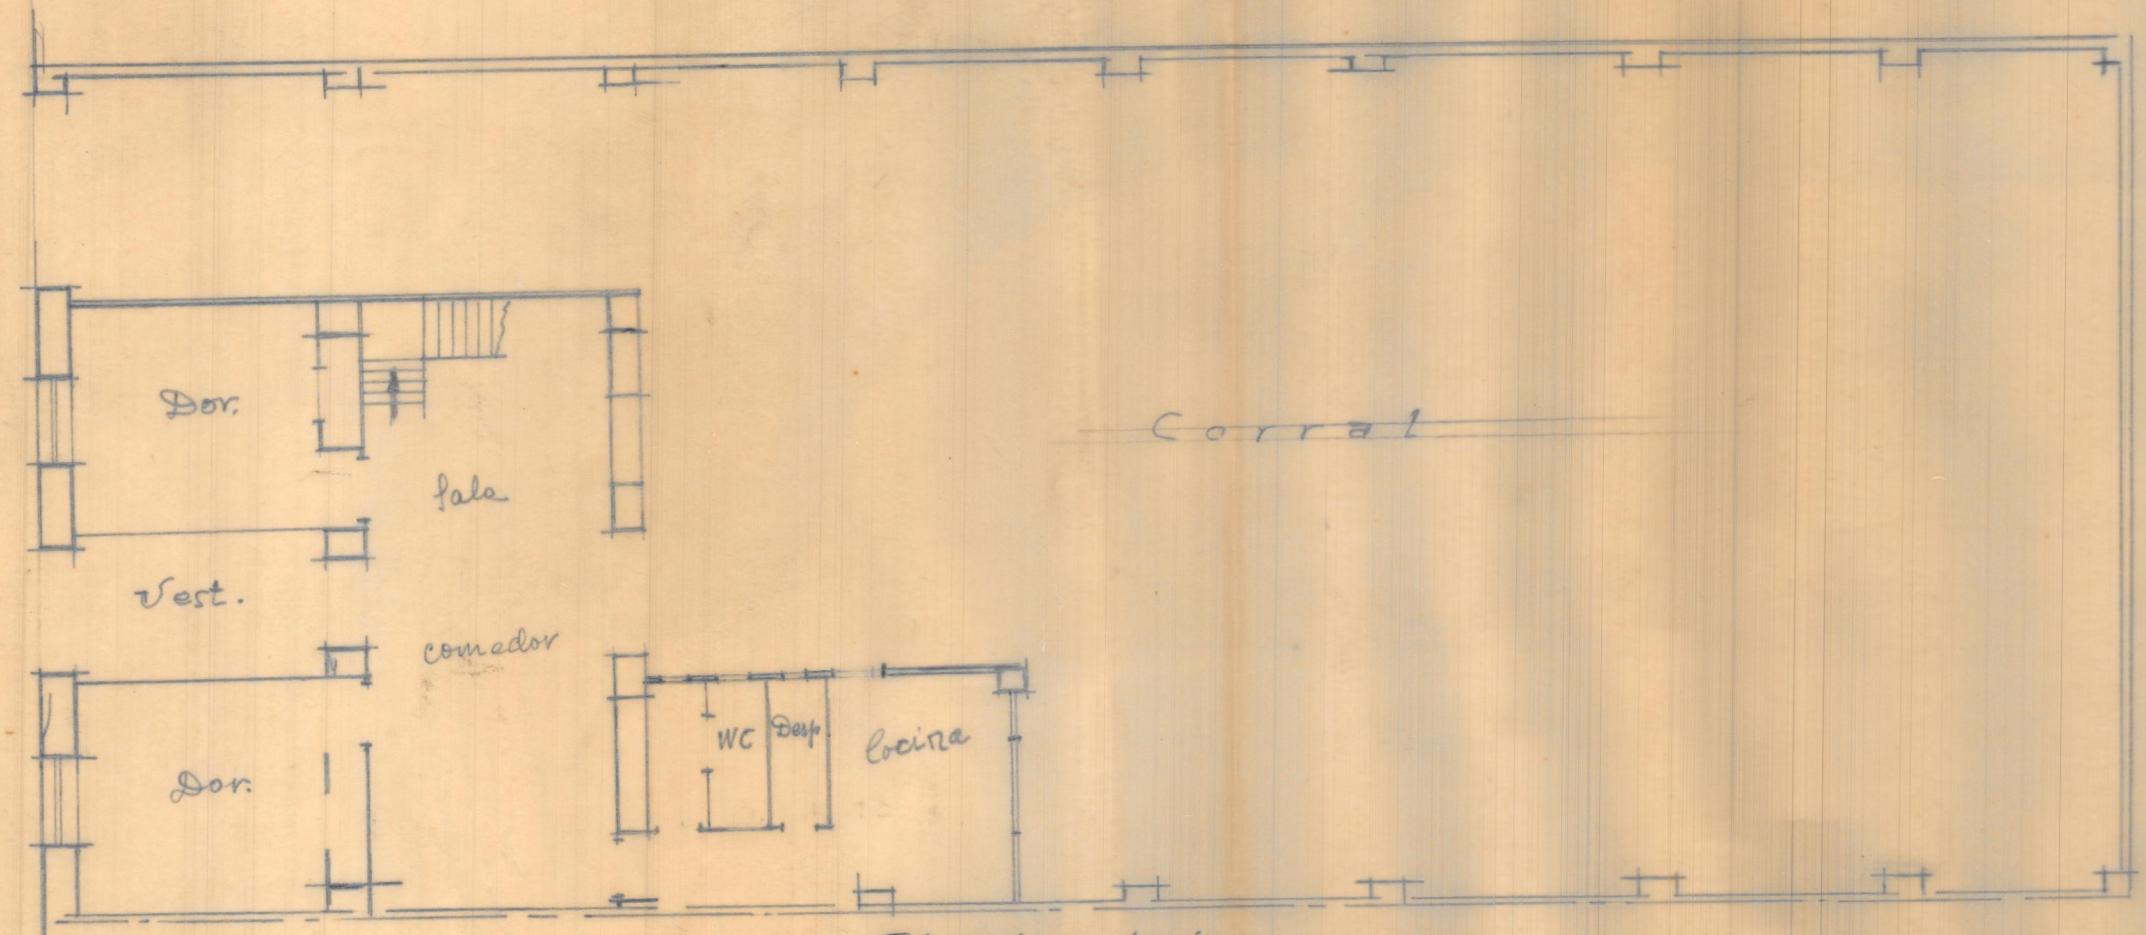 Dor.
Corral
Sala
Vest.
comedor
WC
Desp.
Cocina
Dor.